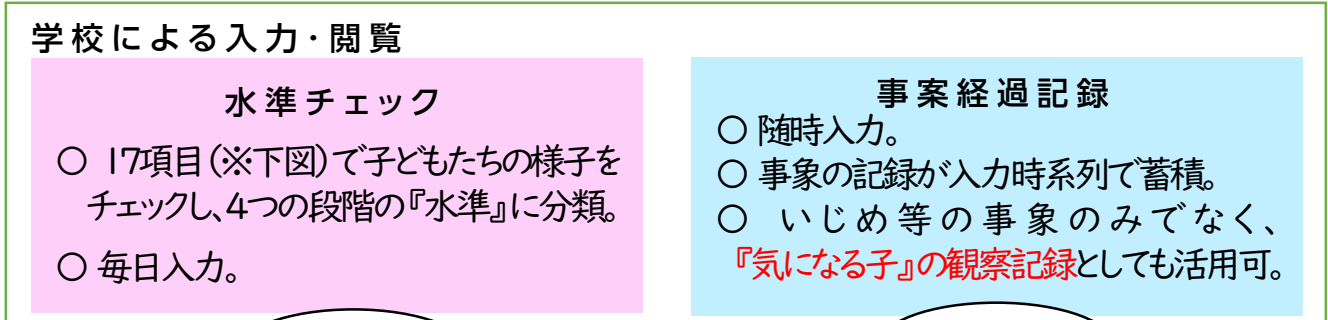 学校による入力・閲覧
水準チェック
〇 17項目(※下図)で子どもたちの様子を
チェックし、4つの段階の『水準』に分類。
〇 毎日入力。
事案経過記録
〇 随時入力。
〇 事象の記録が入力時系列で蓄積。
〇 いじめ等の事象のみでなく、
『気になる子』の観察記録としても活用可。